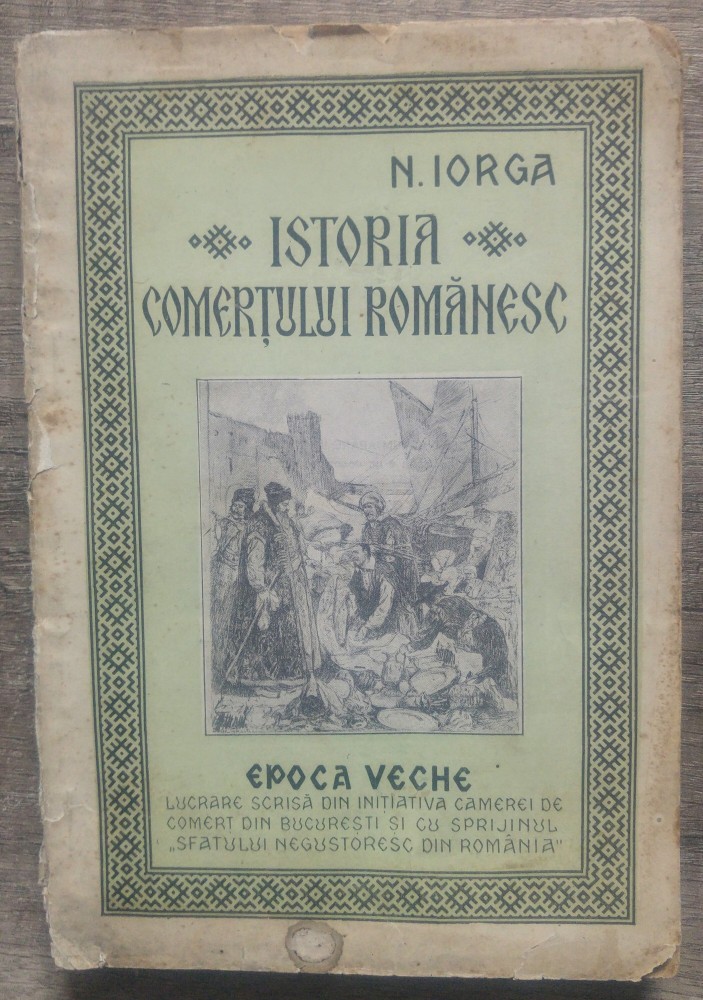 N. IORGA
ISTORIA
COMERȚULUI ROMĂNESC
EPOCA VECHE
LUCRARE SCRISĂ DIN INIȚIATIVA CAMEREI DE
COMERȚ DIN BUCUREȘTI ȘI CU SPRIJINUL
„SFATULUI NEGUSTORESC DIN ROMÂNIA”